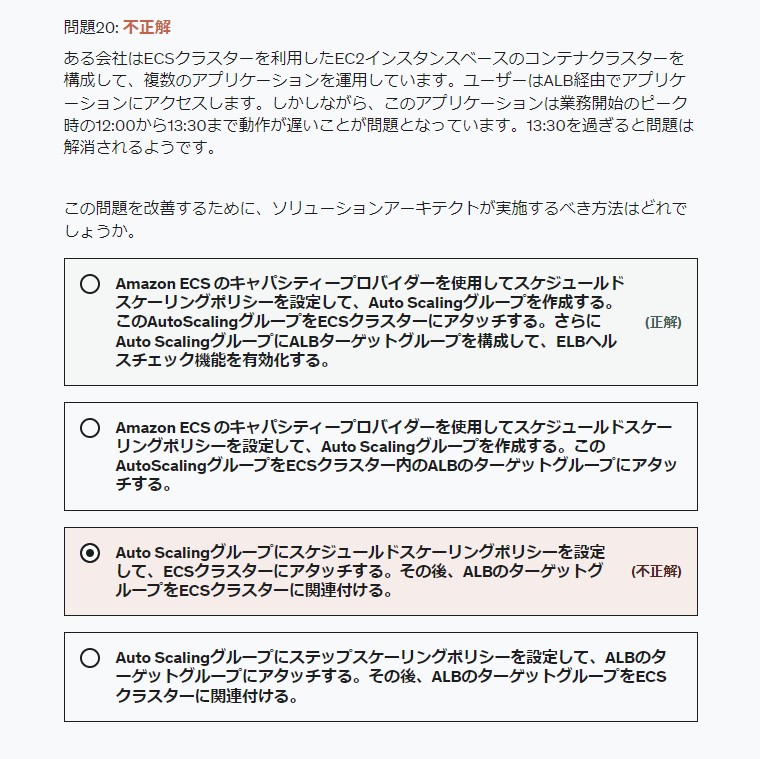 問題20: 不正解
ある会社はECSクラスターを利用したEC2インスタンスベースのコンテナクラスターを
構成して、複数のアプリケーションを運用しています。ユーザーはALB経由でアプリケ
ーションにアクセスします。しかしながら、このアプリケーションは業務開始のピーク
時の12:00から13:30まで動作が遅いことが問題となっています。13:30を過ぎると問題は
解消されるようです。
この問題を改善するために、ソリューションアーキテクトが実施するべき方法はどれで
しょうか。
Amazon ECS のキャパシティープロバイダーを使用してスケジュールド
スケーリングポリシーを設定して、Auto Scalingグループを作成する。
このAutoScalingグループをECSクラスターにアタッチする。さらに
Auto ScalingグループにALBターゲットグループを構成して、ELBヘル
スチェック機能を有効化する。
(正解)
Amazon ECS のキャパシティープロバイダーを使用してスケジュールドスケー
リングポリシーを設定して、Auto Scalingグループを作成する。この
AutoScalingグループをECSクラスター内のALBのターゲットグループにアタッ
チする。
Auto Scalingグループにスケジュールドスケーリングポリシーを設定
して、ECSクラスターにアタッチする。その後、ALBのターゲットグ
ループをECSクラスターに関連付ける。
(不正解)
Auto Scalingグループにステップスケーリングポリシーを設定して、ALBのタ
ーゲットグループにアタッチする。その後、ALBのターゲットグループをECS
クラスターに関連付ける。